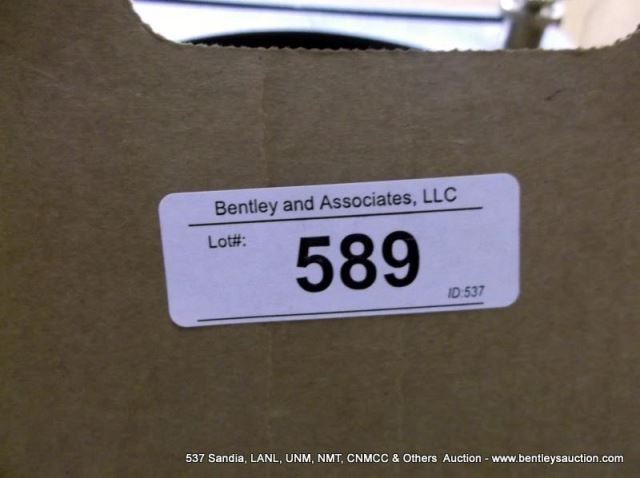 Bentley and Associates, LLC
Lot#:
589
ID:537
537 Sandia, LANL, UNM, NMT, CNMCC & Others Auction - www.bentleysauction.com